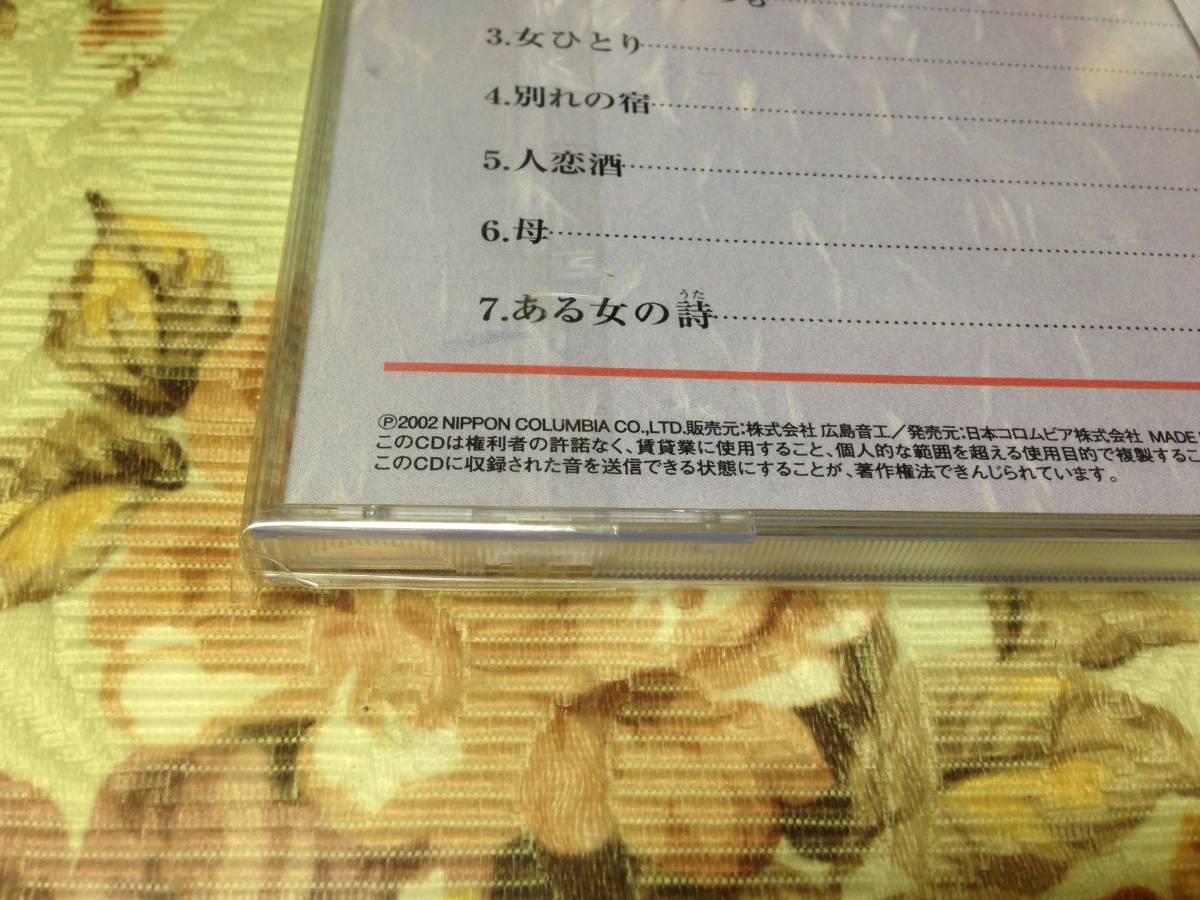 3.女ひとり
4.別れの宿
5.人恋酒
6.母
うた
7.ある女の詩
Ⓟ2002 NIPPON COLUMBIA CO.,LTD.販売元:株式会社 広島音工/発売元:日本コロムビア株式会社 MADE
このCDは権利者の許諾なく、賃貸業に使用すること、個人的な範囲を超える使用目的で複製するこ
このCDに収録された音を送信できる状態にすることが、著作権法できんじられています。